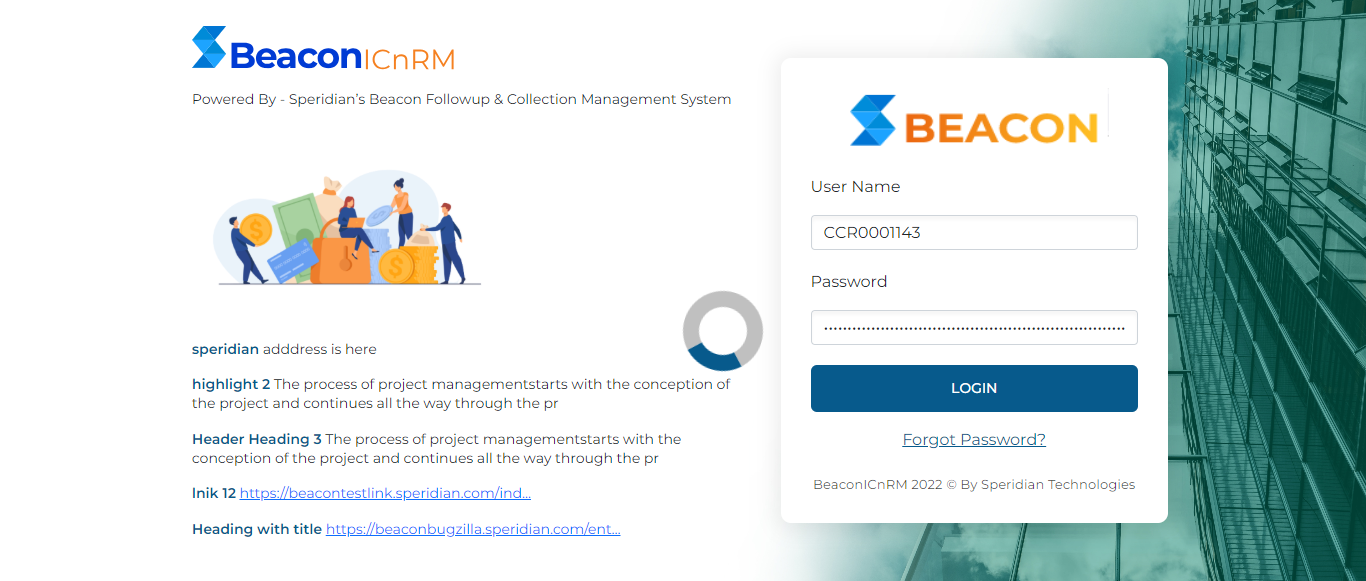 BeaconICnRM
Powered By - Speridian's Beacon Followup & Collection Management System
speridian adddress is here
highlight 2 The process of project managementstarts with the conception of
the project and continues all the way through the pr
Header Heading 3 The process of project managementstarts with the
conception of the project and continues all the way through the pr
lnik 12 https://beacontestlink.speridian.com/ind...
Heading with title https://beaconbugzilla.speridian.com/ent...
BEACON
User Name
CCR0001143
Password
LOGIN
Forgot Password?
BeaconICnRM 2022 © By Speridian Technologies